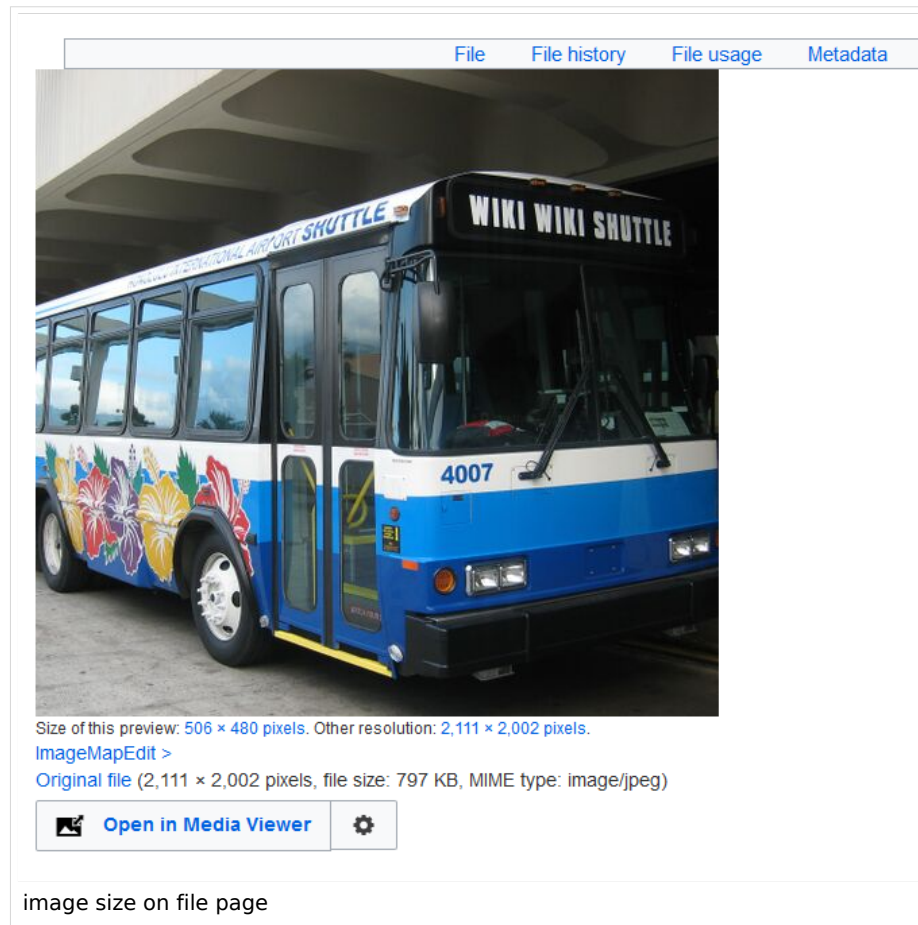 File File history File usage Metadata
WIKI WIKI SHUTTLE
HONOLULU INTERNATIONAL AIRPORT SHUTTLE
4007
Size of this preview: 506 × 480 pixels. Other resolution: 2,111 × 2,002 pixels.
ImageMapEdit >
Original file (2,111 × 2,002 pixels, file size: 797 KB, MIME type: image/jpeg)
Open in Media Viewer
image size on file page